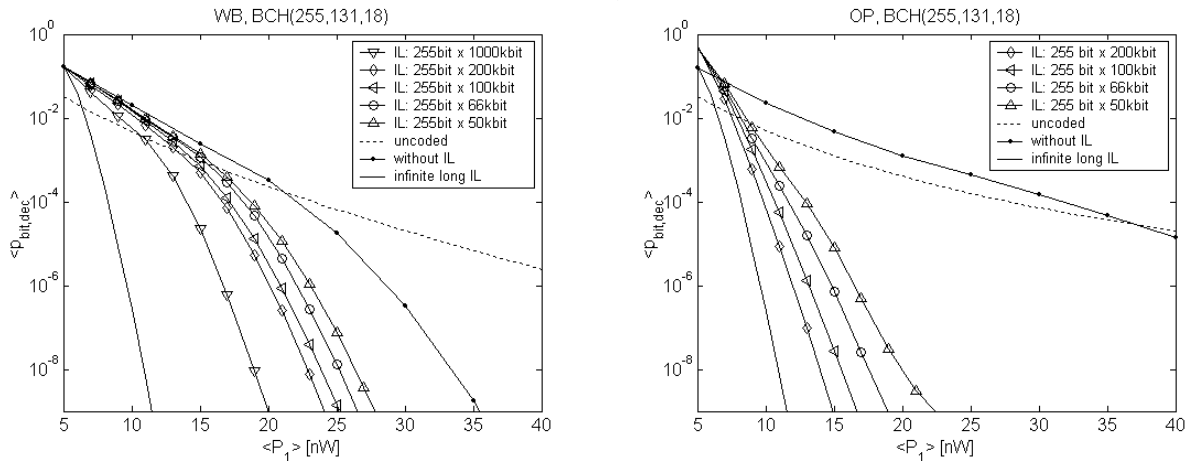 WB, BCH(255,131,18)
10^0
10^-2
10^-4
10^-6
10^-8
<p_bit,dec>
IL: 255bit x 1000kbit
IL: 255bit x 200kbit
IL: 255bit x 100kbit
IL: 255bit x 66kbit
IL: 255bit x 50kbit
uncoded
without IL
infinite long IL
5 10 15 20 25 30 35 40
<P_1> [nW]
OP, BCH(255,131,18)
10^0
10^-2
10^-4
10^-6
10^-8
<p_bit,dec>
IL: 255 bit x 200kbit
IL: 255 bit x 100kbit
IL: 255 bit x 66kbit
IL: 255 bit x 50kbit
uncoded
without IL
infinite long IL
5 10 15 20 25 30 35 40
<P_1> [nW]